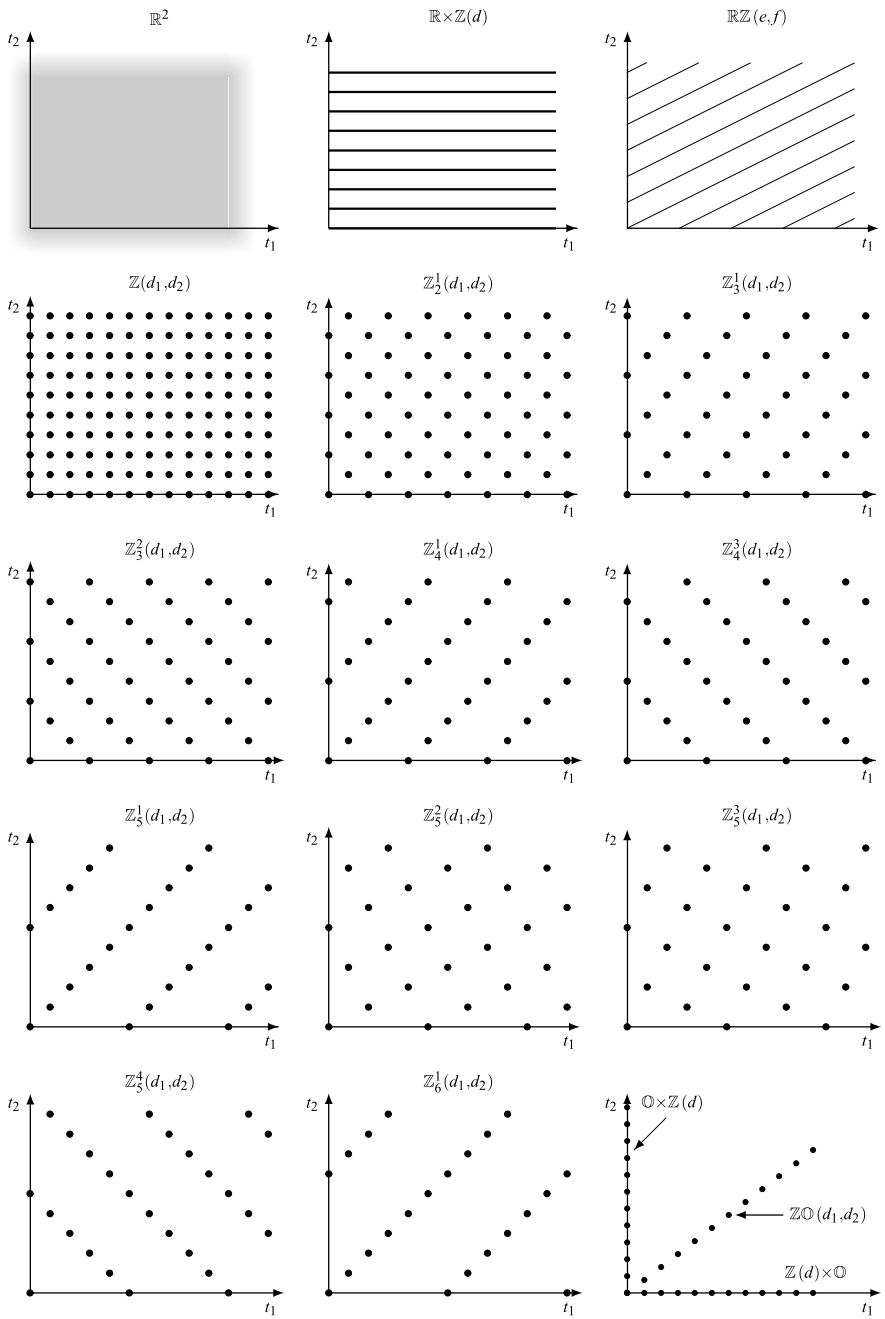 ℝ² ℝ×ℤ(d) ℝℤ(e,f)
t₂ t₂ t₂
t₁ t₁ t₁
ℤ(d₁,d₂) ℤ₂¹(d₁,d₂) ℤ₃¹(d₁,d₂)
t₂ t₂ t₂
t₁ t₁ t₁
ℤ₃²(d₁,d₂) ℤ₄¹(d₁,d₂) ℤ₄³(d₁,d₂)
t₂ t₂ t₂
t₁ t₁ t₁
ℤ₅¹(d₁,d₂) ℤ₅²(d₁,d₂) ℤ₅³(d₁,d₂)
t₂ t₂ t₂
t₁ t₁ t₁
ℤ₅⁴(d₁,d₂) ℤ₆¹(d₁,d₂)
t₂ t₂ t₂ 𝕆×ℤ(d)
ℤ𝕆(d₁,d₂)
ℤ(d)×𝕆
t₁ t₁ t₁